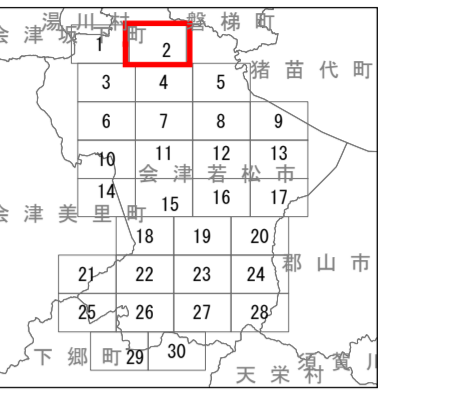 湯川村 磐梯町
会津坂下町
1 2
猪苗代町
3 4 5
6 7 8 9
10 11 12 13
会津若松市
14 15 16 17
会津美里町
18 19 20
郡山市
21 22 23 24
25 26 27 28
下郷町 29 30
須賀川
天栄村